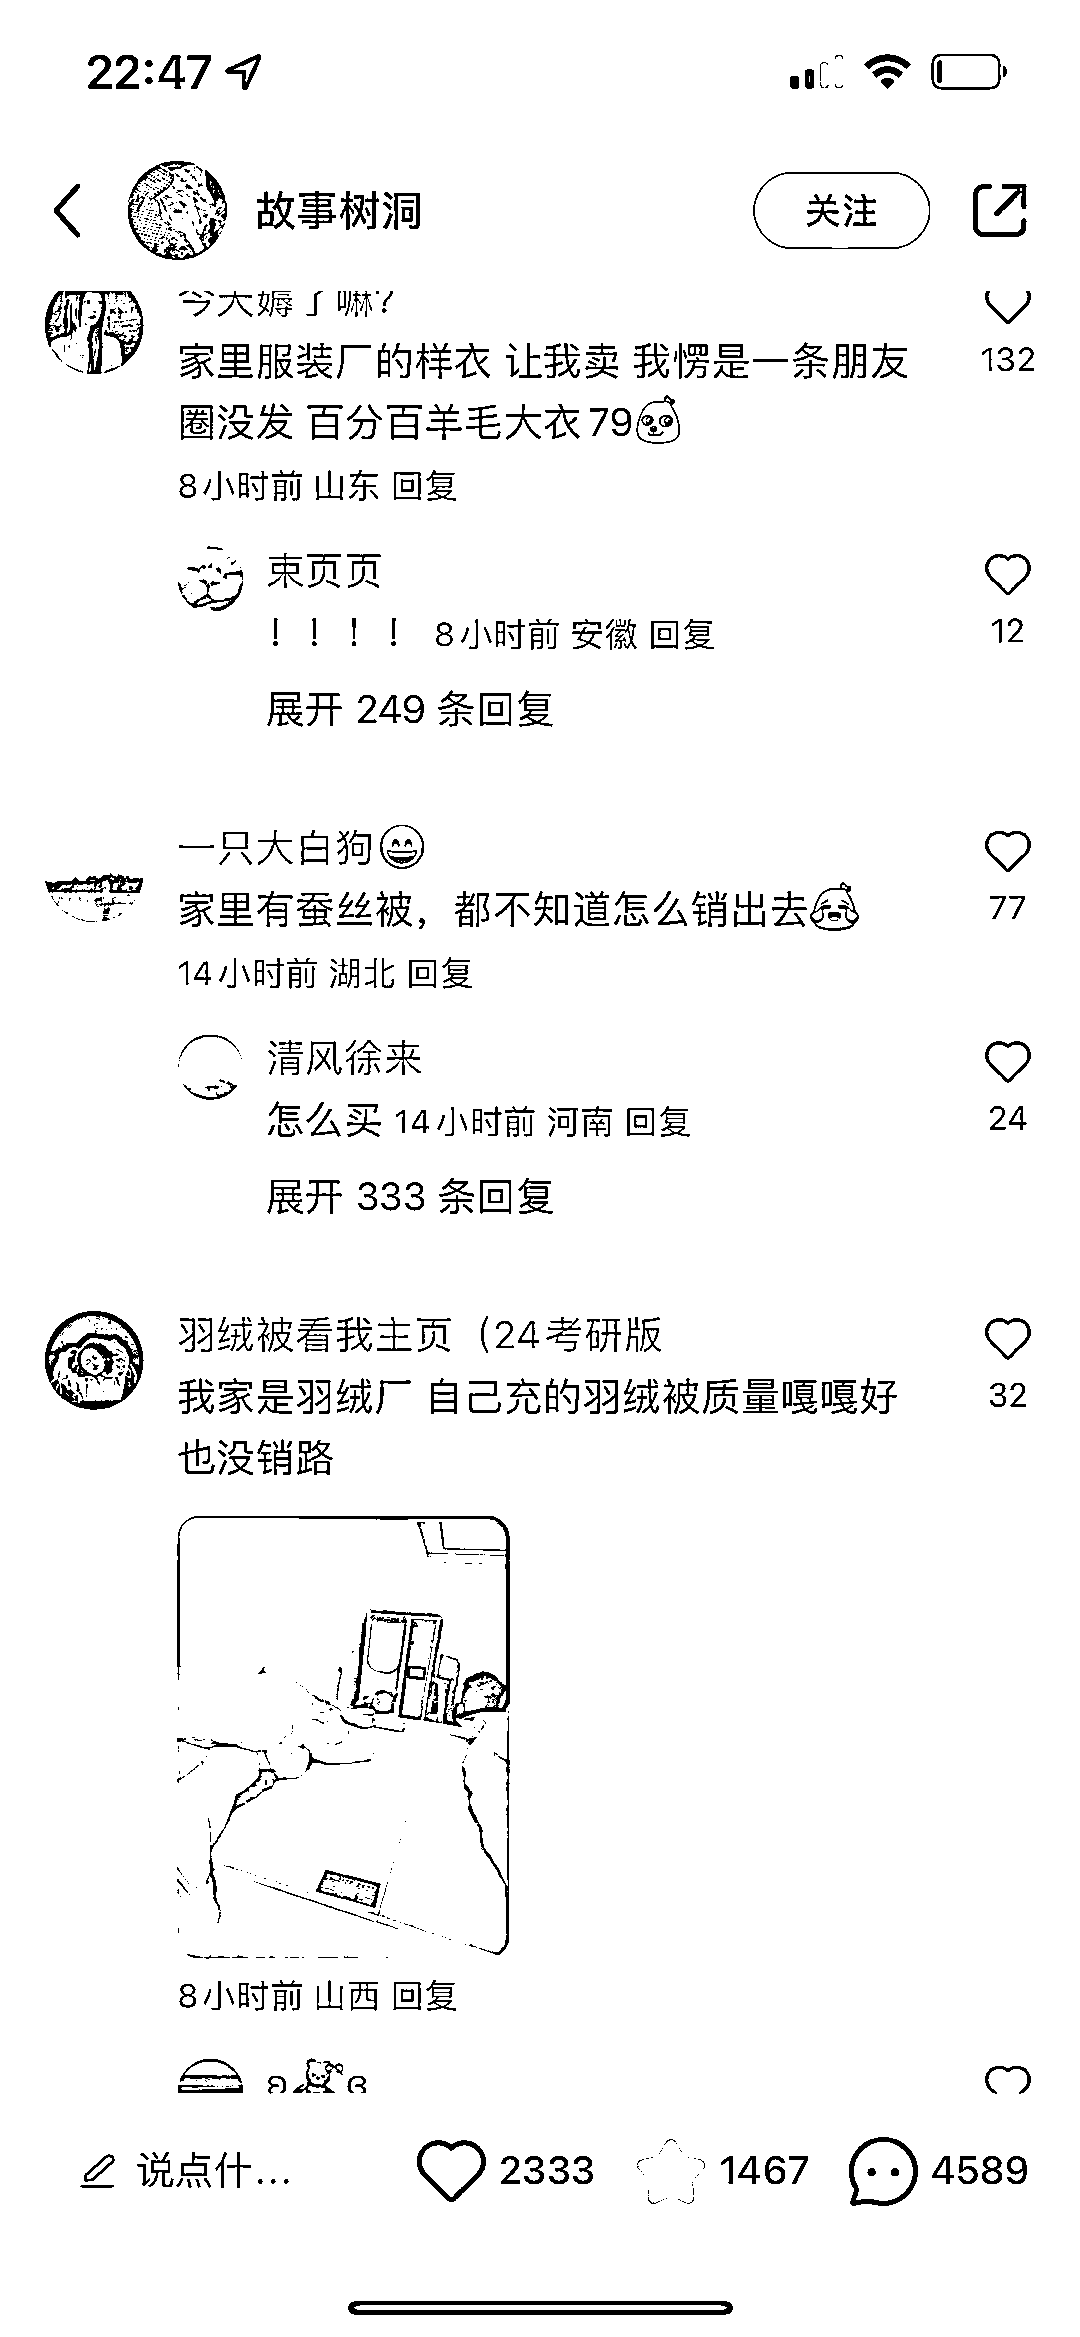 22:47
故事树洞
关注
今天薅了嘛?
家里服装厂的样衣 让我卖 我愣是一条朋友
132
圈没发 百分百羊毛大衣79
8小时前 山东 回复
束页页
！！！！ 8小时前 安徽 回复
12
展开 249 条回复
一只大白狗😄
家里有蚕丝被，都不知道怎么销出去
77
14小时前 湖北 回复
清风徐来
怎么买 14小时前 河南 回复
24
展开 333 条回复
羽绒被看我主页（24考研版
我家是羽绒厂 自己充的羽绒被质量嘎嘎好
32
也没销路
8小时前 山西 回复
说点什...
2333
1467
4589